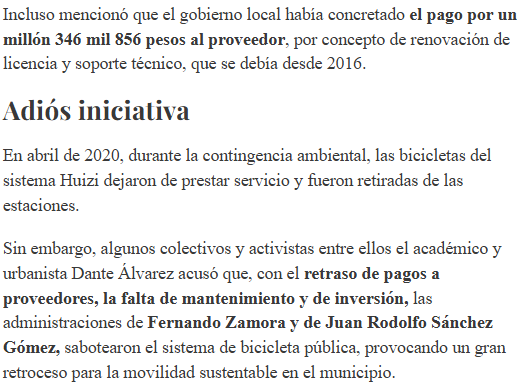 Incluso mencionó que el gobierno local había concretado el pago por un
millón 346 mil 856 pesos al proveedor, por concepto de renovación de
licencia y soporte técnico, que se debía desde 2016.
Adiós iniciativa
En abril de 2020, durante la contingencia ambiental, las bicicletas del
sistema Huizi dejaron de prestar servicio y fueron retiradas de las
estaciones.
Sin embargo, algunos colectivos y activistas entre ellos el académico y
urbanista Dante Álvarez acusó que, con el retraso de pagos a
proveedores, la falta de mantenimiento y de inversión, las
administraciones de Fernando Zamora y de Juan Rodolfo Sánchez
Gómez, sabotearon el sistema de bicicleta pública, provocando un gran
retroceso para la movilidad sustentable en el municipio.